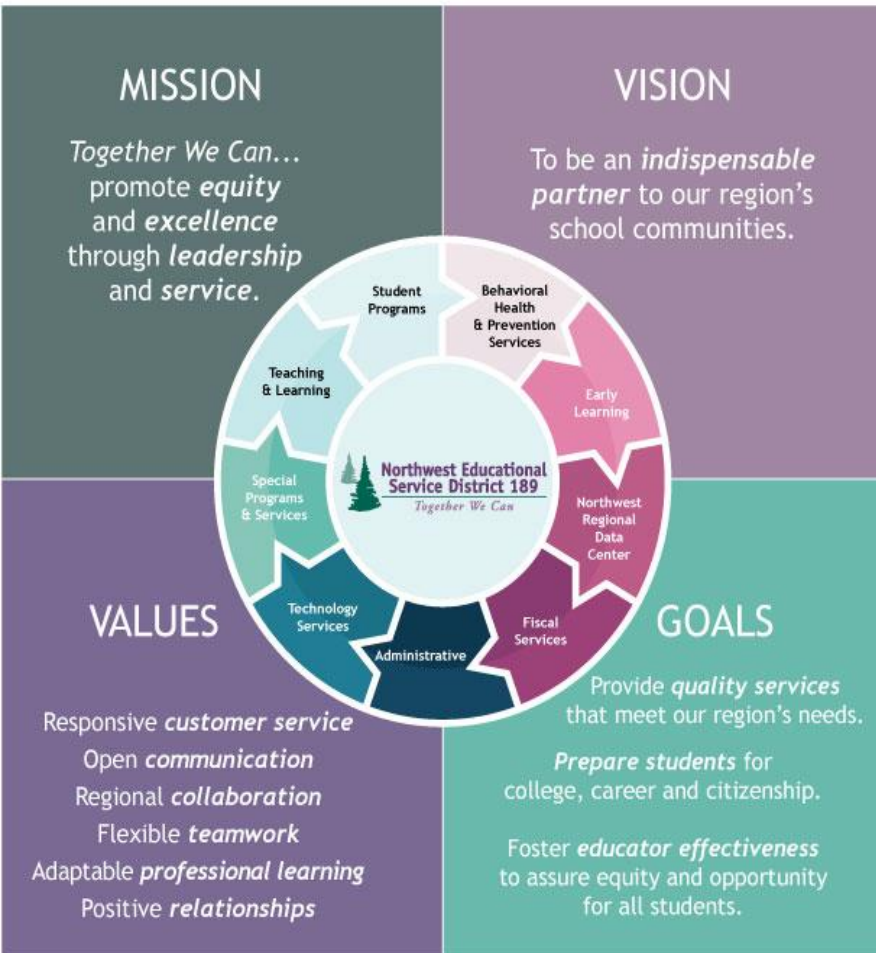 MISSION
Together We Can...
promote equity
and excellence
through leadership
and service.
VISION
To be an indispensable
partner to our region's
school communities.
Student
Programs
Behavioral
Health
& Prevention
Services
Early
Learning
Northwest
Regional
Data
Center
Fiscal
Services
Administrative
Technology
Services
Special
Programs
& Services
Teaching
& Learning
Northwest Educational
Service District 189
Together We Can
VALUES
Responsive customer service
Open communication
Regional collaboration
Flexible teamwork
Adaptable professional learning
Positive relationships
GOALS
Provide quality services
that meet our region's needs.
Prepare students for
college, career and citizenship.
Foster educator effectiveness
to assure equity and opportunity
for all students.